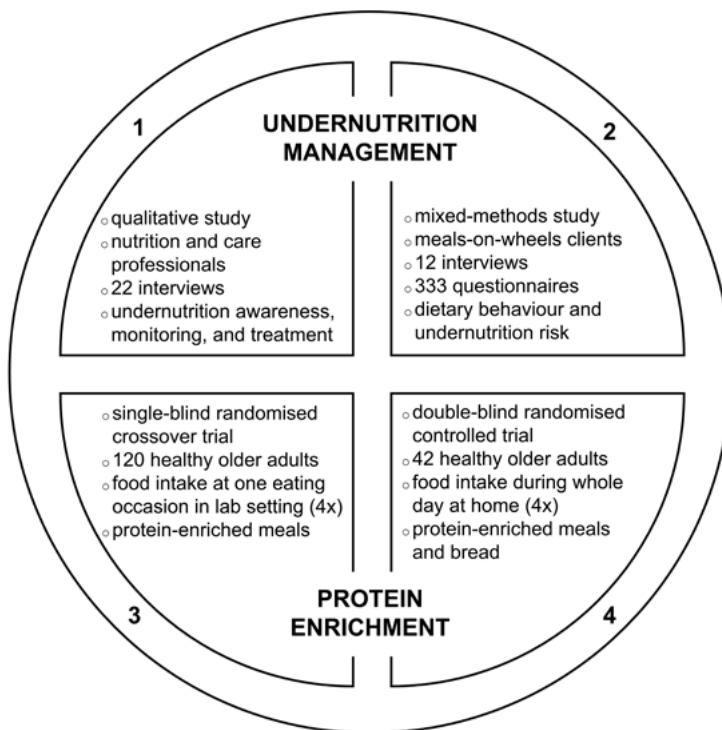 1
2
UNDERNUTRITION
MANAGEMENT
○ qualitative study
○ nutrition and care
professionals
○ 22 interviews
○ undernutrition awareness,
monitoring, and treatment
○ mixed-methods study
○ meals-on-wheels clients
○ 12 interviews
○ 333 questionnaires
○ dietary behaviour and
undernutrition risk
○ single-blind randomised
crossover trial
○ 120 healthy older adults
○ food intake at one eating
occasion in lab setting (4x)
○ protein-enriched meals
○ double-blind randomised
controlled trial
○ 42 healthy older adults
○ food intake during whole
day at home (4x)
○ protein-enriched meals
and bread
3
PROTEIN
ENRICHMENT
4